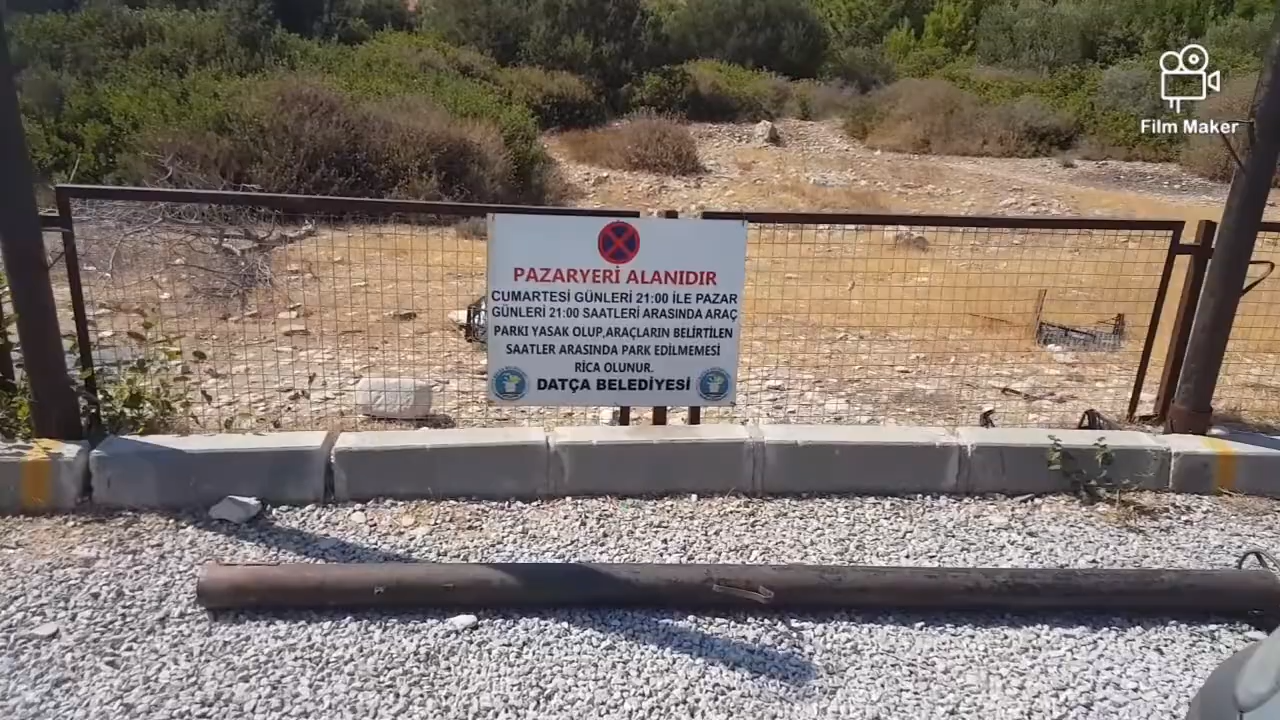 Film Maker
PAZARYERİ ALANIDIR
CUMARTESİ GÜNLERİ 21:00 İLE PAZAR
GÜNLERİ 21:00 SAATLERİ ARASINDA ARAÇ
PARKI YASAK OLUP,ARAÇLARIN BELİRTİLEN
SAATLER ARASINDA PARK EDİLMEMESİ
RİCA OLUNUR.
DATÇA BELEDİYESİ